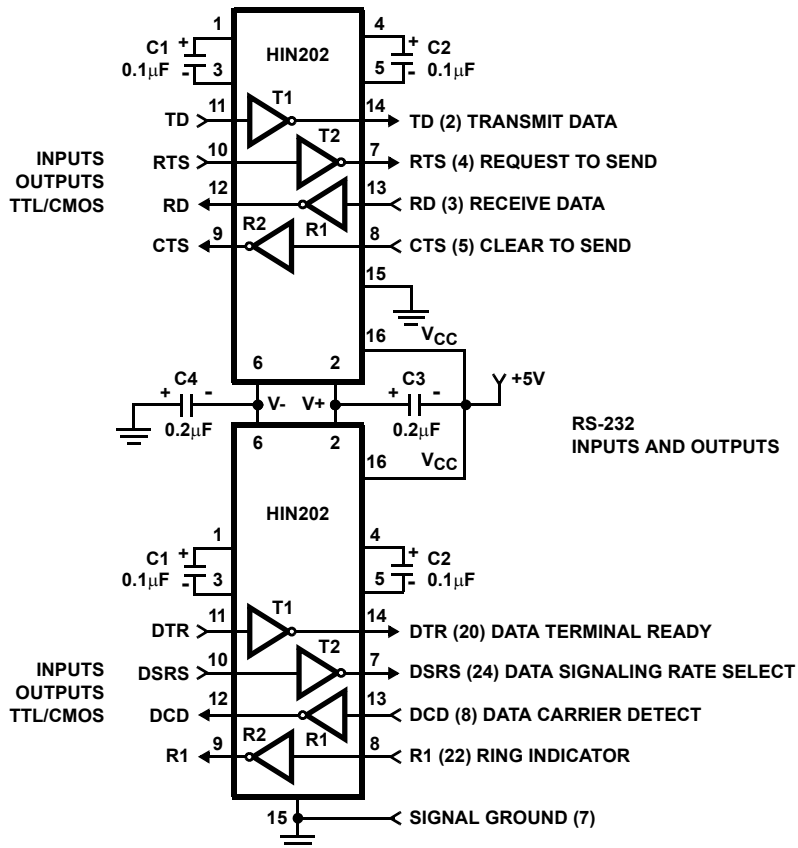 1
4
C1 +
HIN202
+ C2
0.1μF - 3
5 - 0.1μF
11 T1 14
TD TD (2) TRANSMIT DATA
10 T2 7
INPUTS
OUTPUTS
TTL/CMOS
RTS RTS (4) REQUEST TO SEND
12 13
RD R1 RD (3) RECEIVE DATA
9 R2 8
CTS CTS (5) CLEAR TO SEND
15
16 VCC
6 2
+5V
C4 C3
+ - V- V+ + -
0.2μF 0.2μF
RS-232
INPUTS AND OUTPUTS
6 2
16 VCC
HIN202
1
4
C1 +
+ C2
0.1μF - 3
5 - 0.1μF
11 T1 14
DTR DTR (20) DATA TERMINAL READY
10 T2 7
INPUTS
OUTPUTS
TTL/CMOS
DSRS DSRS (24) DATA SIGNALING RATE SELECT
12 13
DCD R1 DCD (8) DATA CARRIER DETECT
9 R2 8
R1 R1 (22) RING INDICATOR
15 SIGNAL GROUND (7)